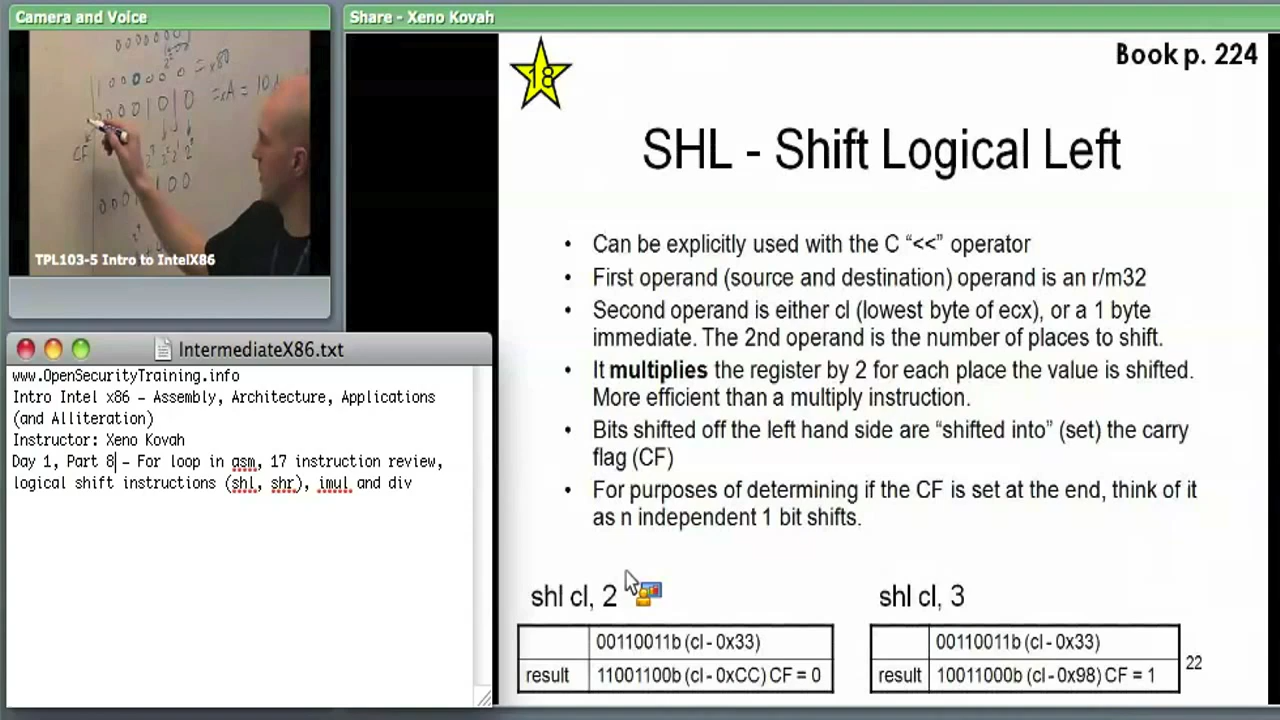 Camera and Voice
TPL103-5 Intro to IntelX86
IntermediateX86.txt
www.OpenSecurityTraining.info
Intro Intel x86 – Assembly, Architecture, Applications
(and Alliteration)
Instructor: Xeno Kovah
Day 1, Part 8 – For loop in asm, 17 instruction review,
logical shift instructions (shl, shr), imul and div
Share - Xeno Kovah
18
Book p. 224
SHL - Shift Logical Left
• Can be explicitly used with the C “<<” operator
• First operand (source and destination) operand is an r/m32
• Second operand is either cl (lowest byte of ecx), or a 1 byte
immediate. The 2nd operand is the number of places to shift.
• It multiplies the register by 2 for each place the value is shifted.
More efficient than a multiply instruction.
• Bits shifted off the left hand side are “shifted into” (set) the carry
flag (CF)
• For purposes of determining if the CF is set at the end, think of it
as n independent 1 bit shifts.
shl cl, 2
00110011b (cl - 0x33)
result 11001100b (cl - 0xCC) CF = 0
shl cl, 3
00110011b (cl - 0x33)
result 10011000b (cl - 0x98) CF = 1
22